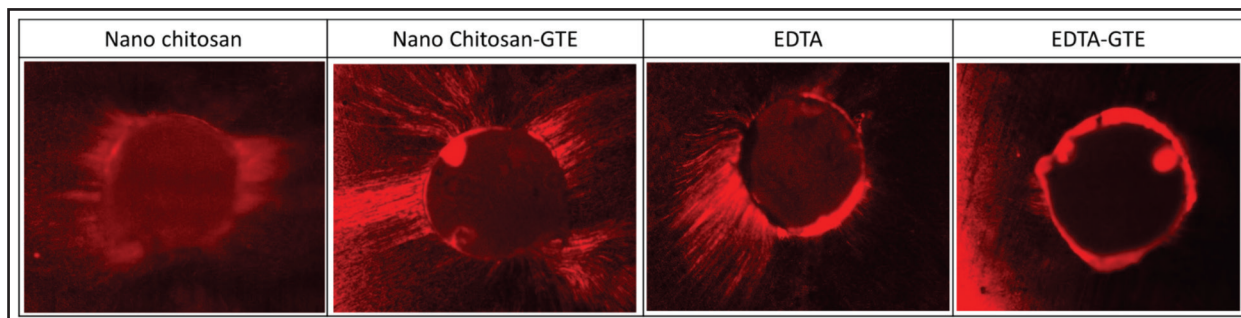 Nano chitosan
Nano Chitosan-GTE
EDTA
EDTA-GTE